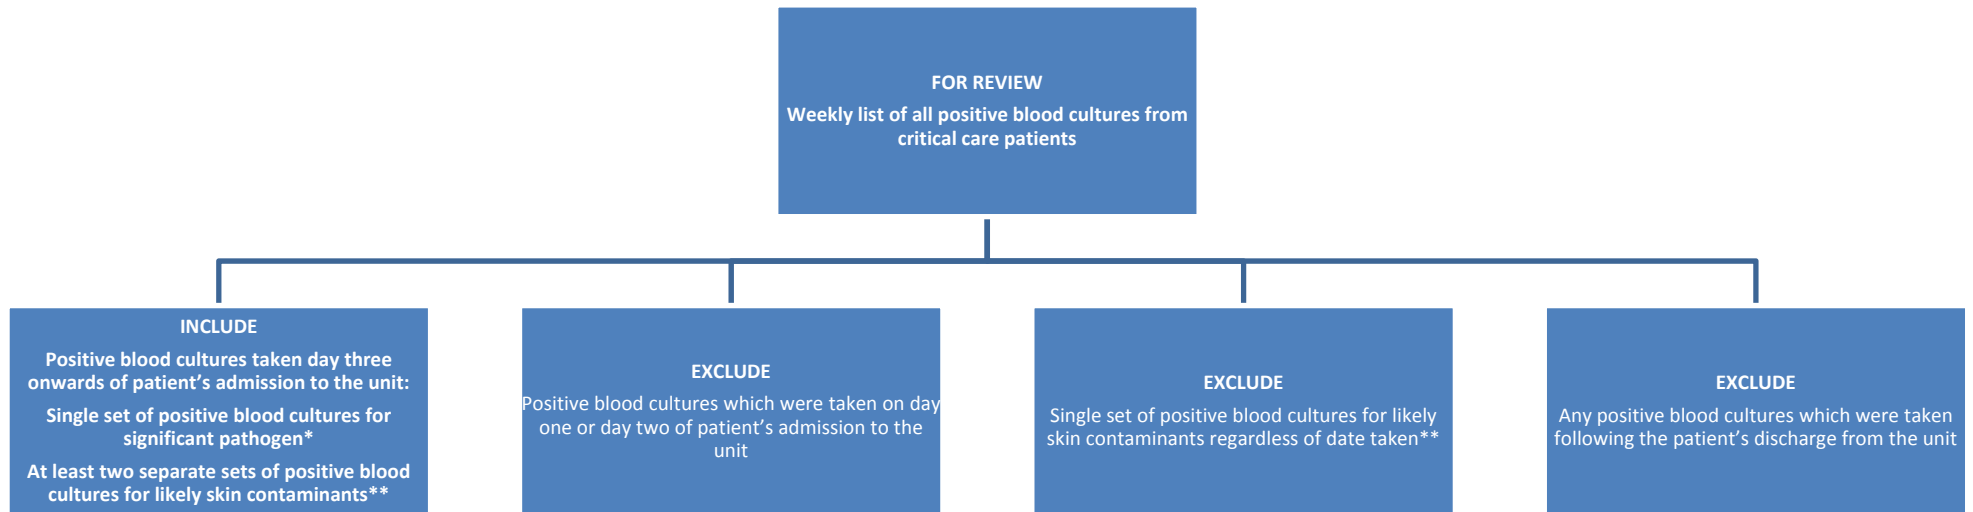 FOR REVIEW
Weekly list of all positive blood cultures from
critical care patients
INCLUDE
Positive blood cultures taken day three
onwards of patient’s admission to the unit:
Single set of positive blood cultures for
significant pathogen*
At least two separate sets of positive blood
cultures for likely skin contaminants**
EXCLUDE
Positive blood cultures which were taken on day
one or day two of patient’s admission to the
unit
EXCLUDE
Single set of positive blood cultures for likely
skin contaminants regardless of date taken**
EXCLUDE
Any positive blood cultures which were taken
following the patient’s discharge from the unit